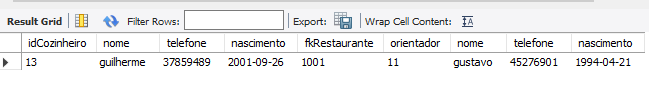 Result Grid Filter Rows: Export: Wrap Cell Content:
idCozinheiro nome telefone nascimento fkRestaurante orientador nome telefone nascimento
13 guilherme 37859489 2001-09-26 1001 11 gustavo 45276901 1994-04-21